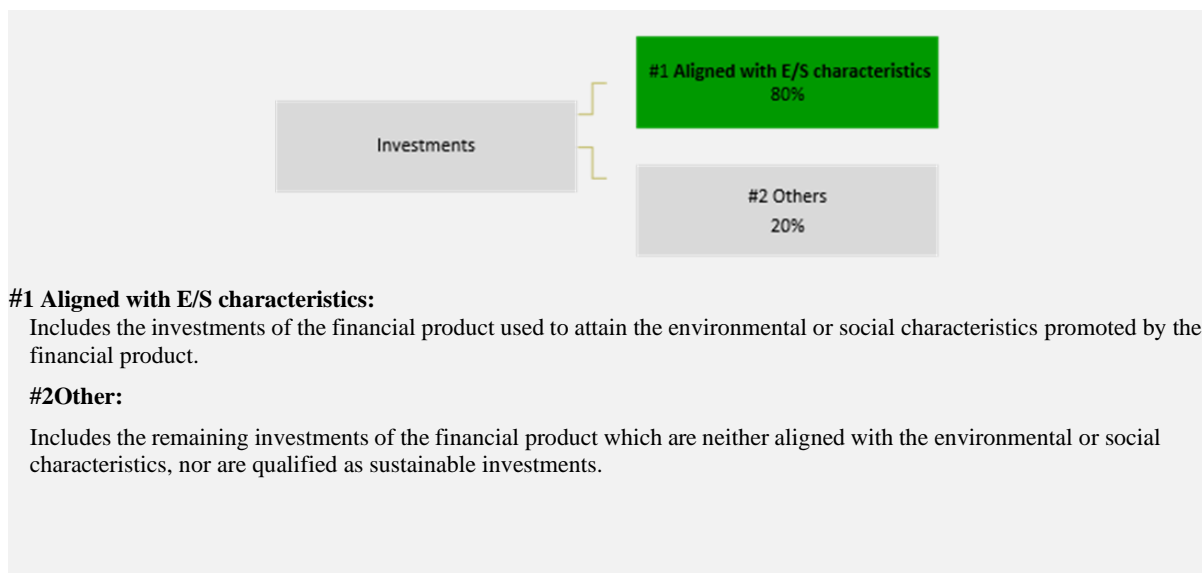 #1 Aligned with E/S characteristics
80%
Investments
#2 Others
20%
#1 Aligned with E/S characteristics:
Includes the investments of the financial product used to attain the environmental or social characteristics promoted by the
financial product.
#2Other:
Includes the remaining investments of the financial product which are neither aligned with the environmental or social
characteristics, nor are qualified as sustainable investments.